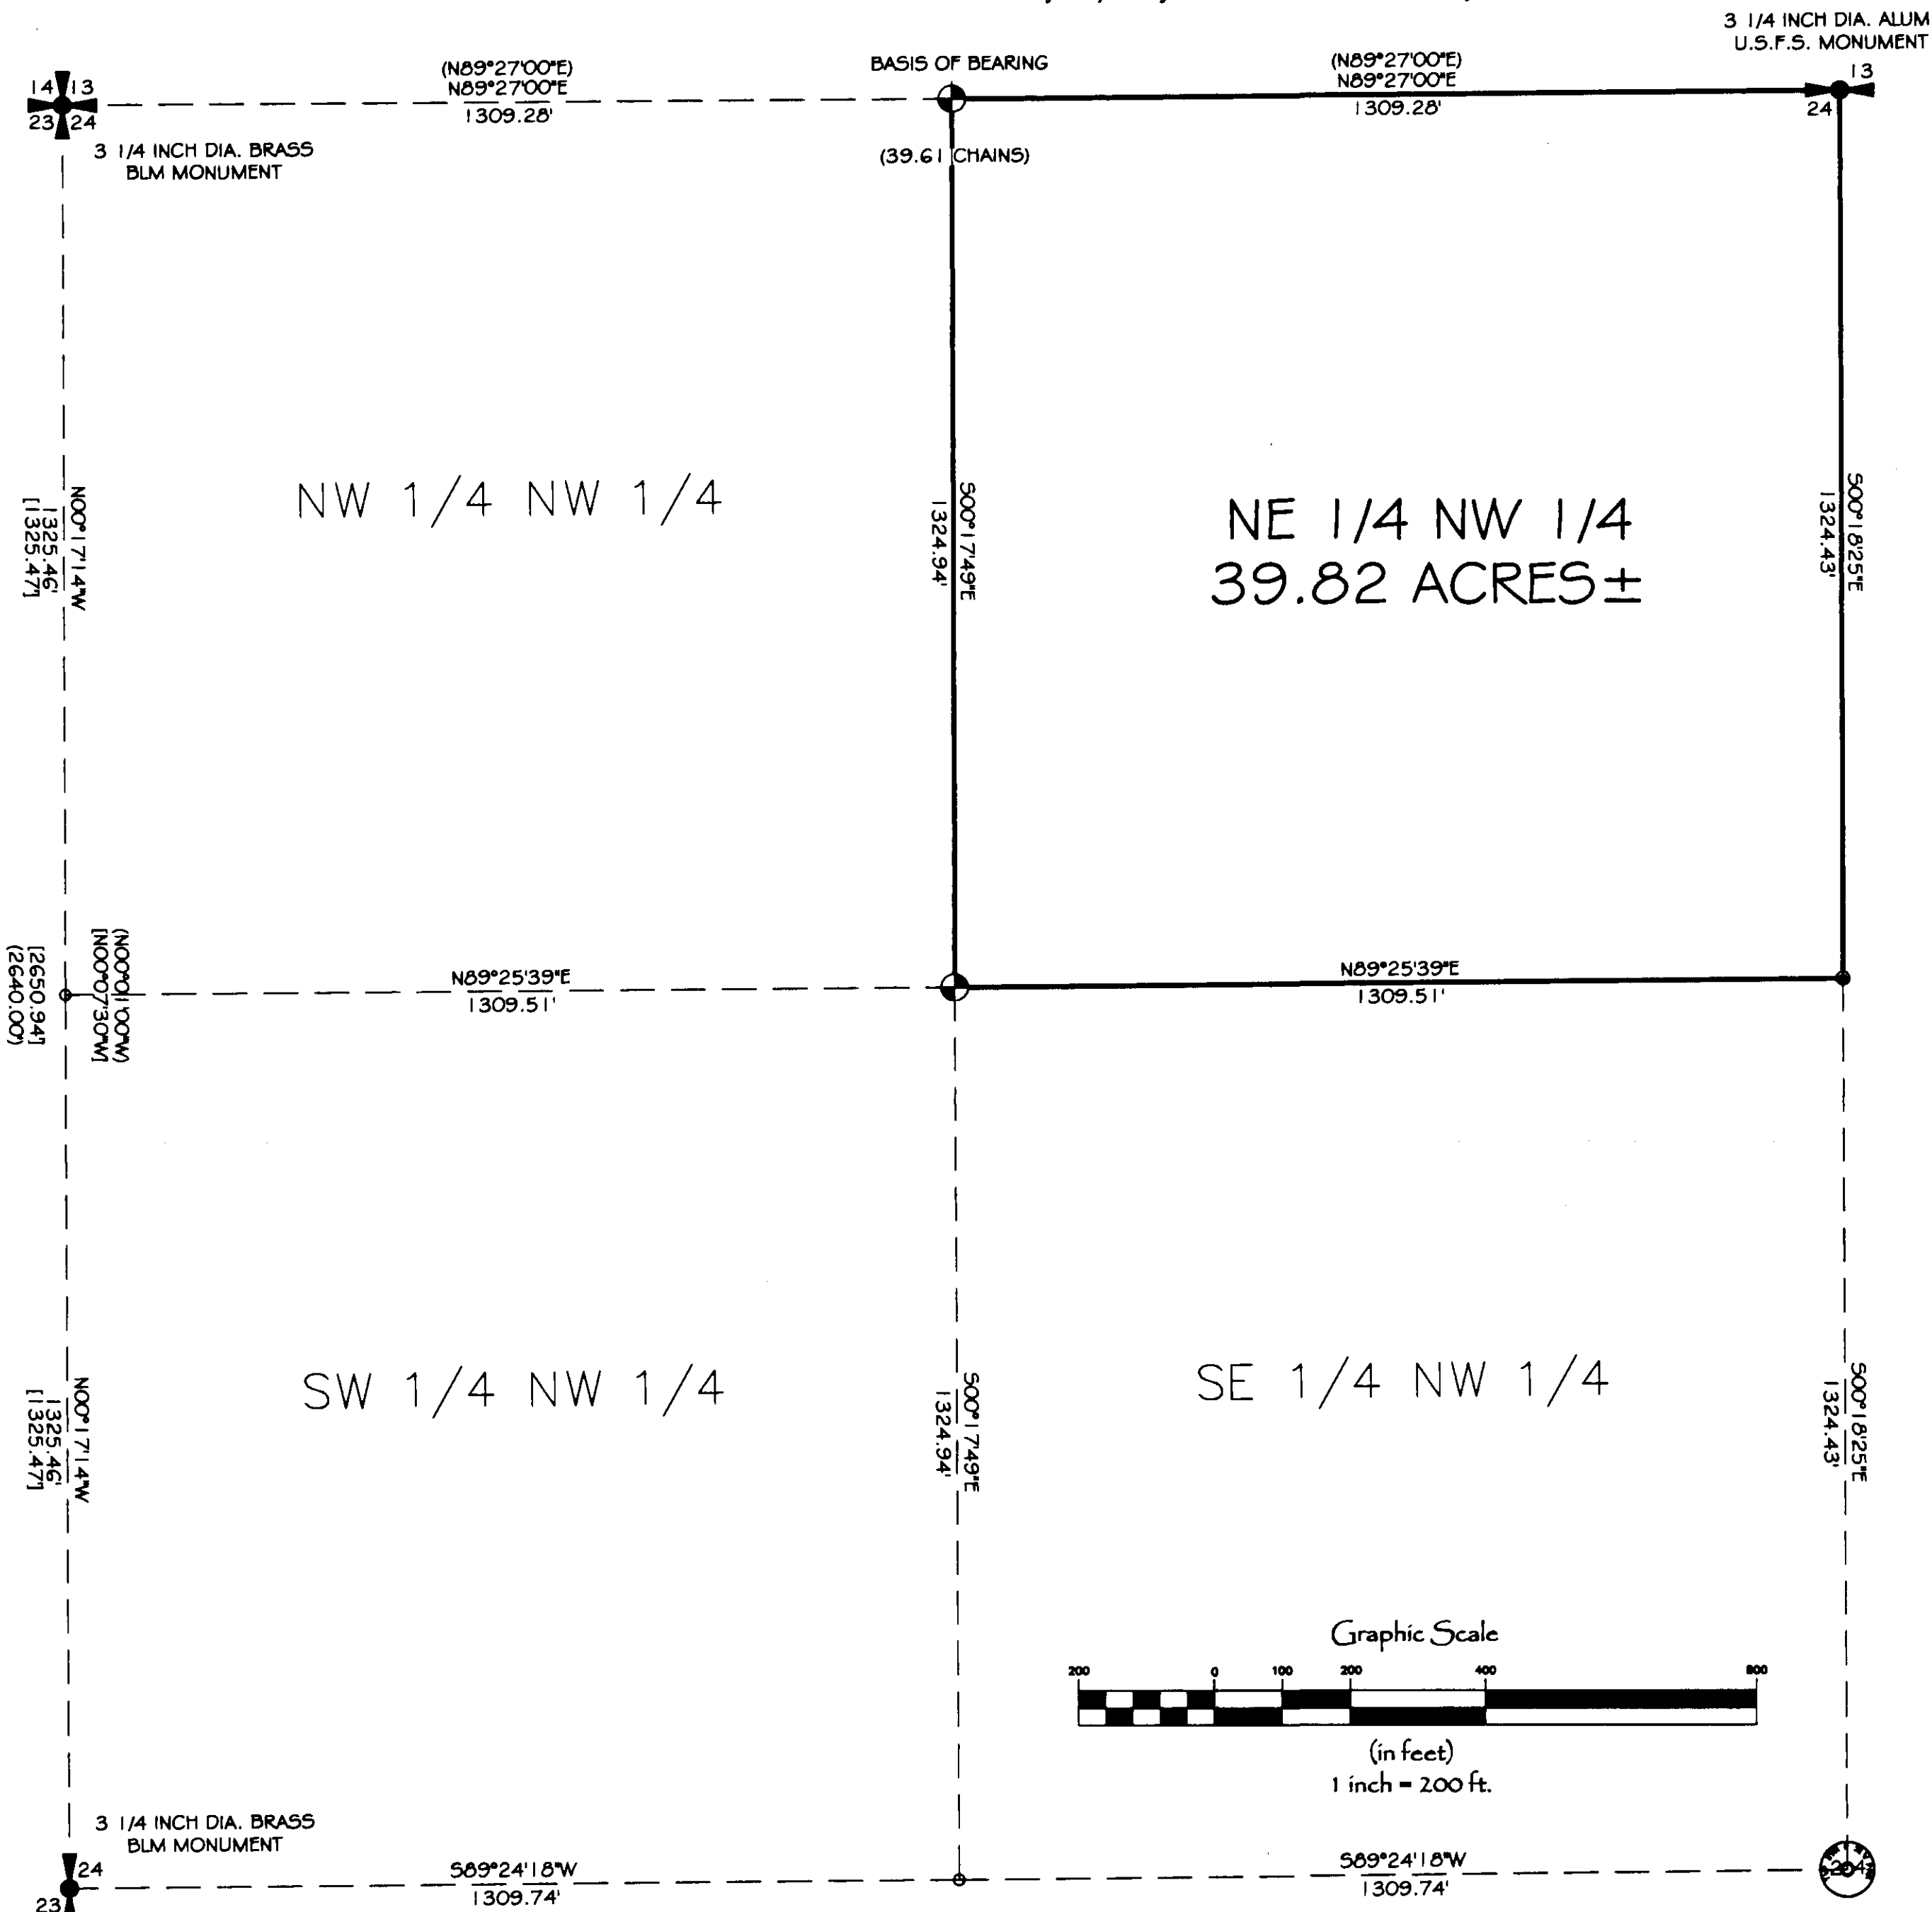 3 1/4 INCH DIA. ALUM
U.S.F.S. MONUMENT
14 13
23 24
(N89°27'00"E)
N89°27'00"E
1309.28'
BASIS OF BEARING
(N89°27'00"E)
N89°27'00"E
1309.28'
13
24
3 1/4 INCH DIA. BRASS
BLM MONUMENT
(39.61 CHAINS)
N00°17'14"W
1325.46'
[1325.47']
NW 1/4 NW 1/4
S00°17'49"E
1324.94'
NE 1/4 NW 1/4
39.82 ACRES±
S00°18'25"E
1324.43'
(N00°01'00"W)
[N00°07'30"W]
[2650.94']
(2640.00')
N89°25'39"E
1309.51'
N89°25'39"E
1309.51'
N00°17'14"W
1325.46'
[1325.47']
SW 1/4 NW 1/4
S00°17'49"E
1324.94'
SE 1/4 NW 1/4
S00°18'25"E
1324.43'
Graphic Scale
200 0 100 200 400 800
(in feet)
1 inch = 200 ft.
3 1/4 INCH DIA. BRASS
BLM MONUMENT
24
23
S89°24'18"W
1309.74'
S89°24'18"W
1309.74'